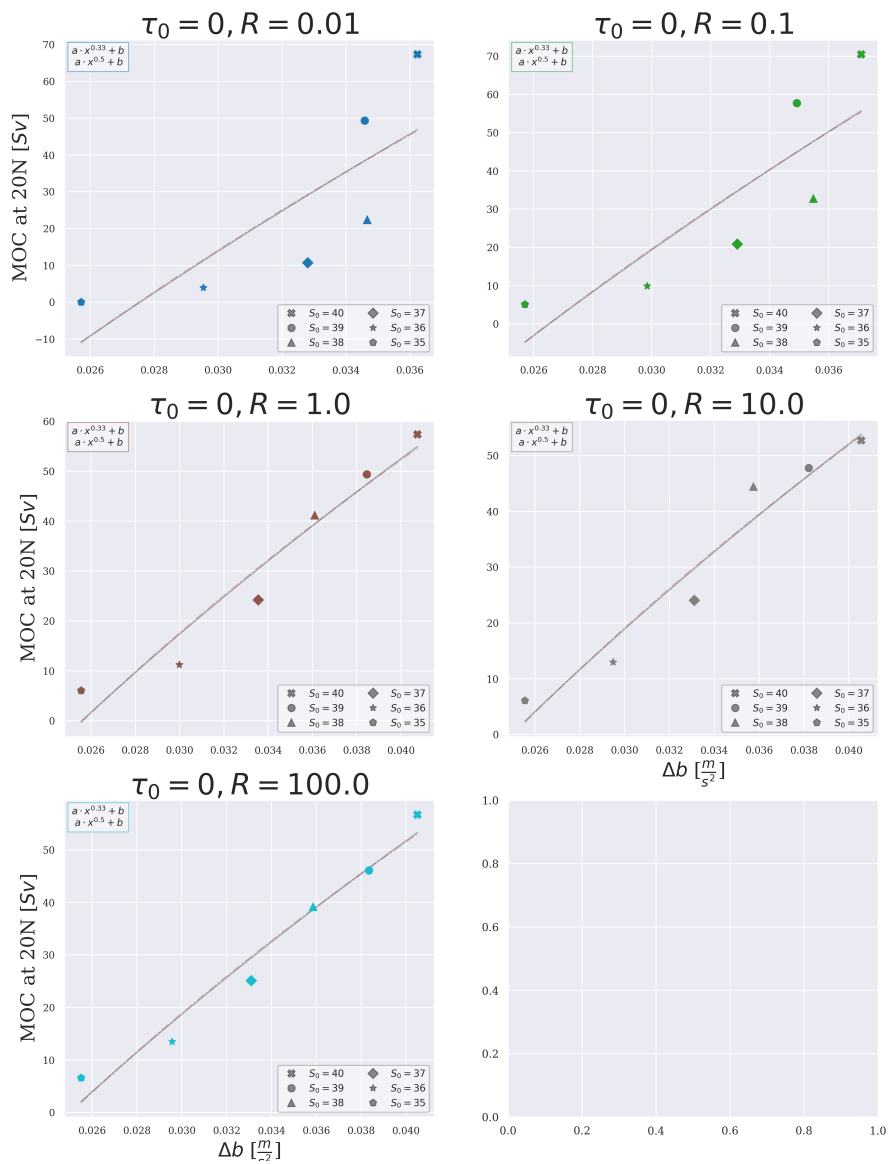 τ₀ = 0, R = 0.01
a · x^0.33 + b
a · x^0.5 + b
MOC at 20N [Sv]
70
60
50
40
30
20
10
0
−10
0.026 0.028 0.030 0.032 0.034 0.036
S₀ = 40 S₀ = 37
S₀ = 39 S₀ = 36
S₀ = 38 S₀ = 35
τ₀ = 0, R = 0.1
a · x^0.33 + b
a · x^0.5 + b
70
60
50
40
30
20
10
0
0.026 0.028 0.030 0.032 0.034 0.036
S₀ = 40 S₀ = 37
S₀ = 39 S₀ = 36
S₀ = 38 S₀ = 35
τ₀ = 0, R = 1.0
a · x^0.33 + b
a · x^0.5 + b
MOC at 20N [Sv]
60
50
40
30
20
10
0
0.026 0.028 0.030 0.032 0.034 0.036 0.038 0.040
S₀ = 40 S₀ = 37
S₀ = 39 S₀ = 36
S₀ = 38 S₀ = 35
τ₀ = 0, R = 10.0
a · x^0.33 + b
a · x^0.5 + b
50
40
30
20
10
0
0.026 0.028 0.030 0.032 0.034 0.036 0.038 0.040
S₀ = 40 S₀ = 37
S₀ = 39 S₀ = 36
S₀ = 38 S₀ = 35
Δb [m/s²]
τ₀ = 0, R = 100.0
a · x^0.33 + b
a · x^0.5 + b
MOC at 20N [Sv]
50
40
30
20
10
0
0.026 0.028 0.030 0.032 0.034 0.036 0.038 0.040
S₀ = 40 S₀ = 37
S₀ = 39 S₀ = 36
S₀ = 38 S₀ = 35
Δb [m/s²]
1.0
0.8
0.6
0.4
0.2
0.0
0.0 0.2 0.4 0.6 0.8 1.0